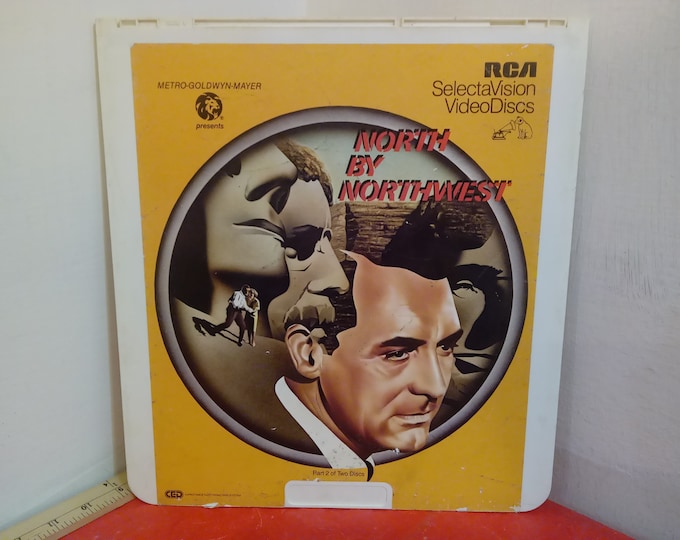 METRO-GOLDWYN-MAYER
presents
RCA
SelectaVision
VideoDiscs
NORTH
BY
NORTHWEST
Part 2 of Two Discs
CED